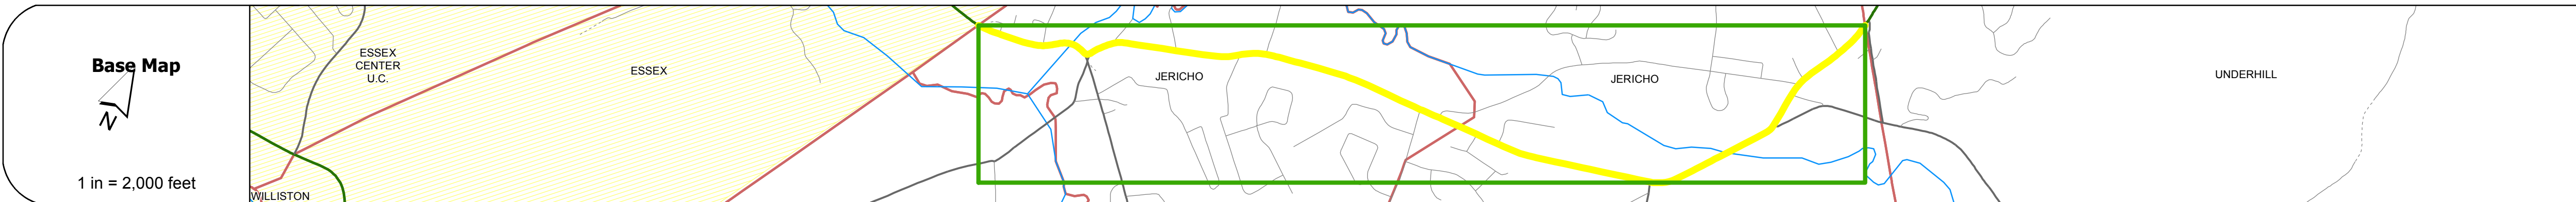 Base Map
N
1 in = 2,000 feet
ESSEX
CENTER
U.C.
WILLISTON
ESSEX
JERICHO
JERICHO
UNDERHILL